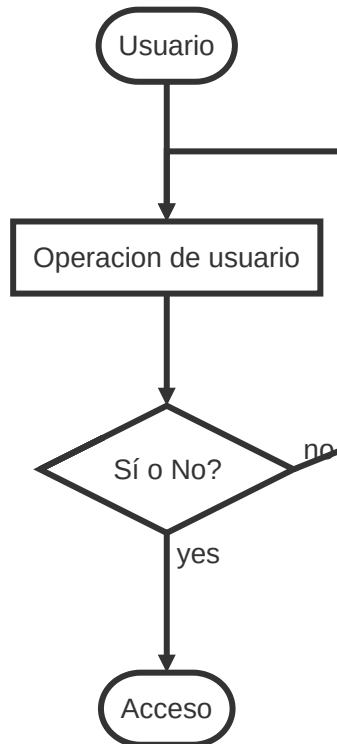 Usuario
Operacion de usuario
Sí o No?
no
yes
Acceso